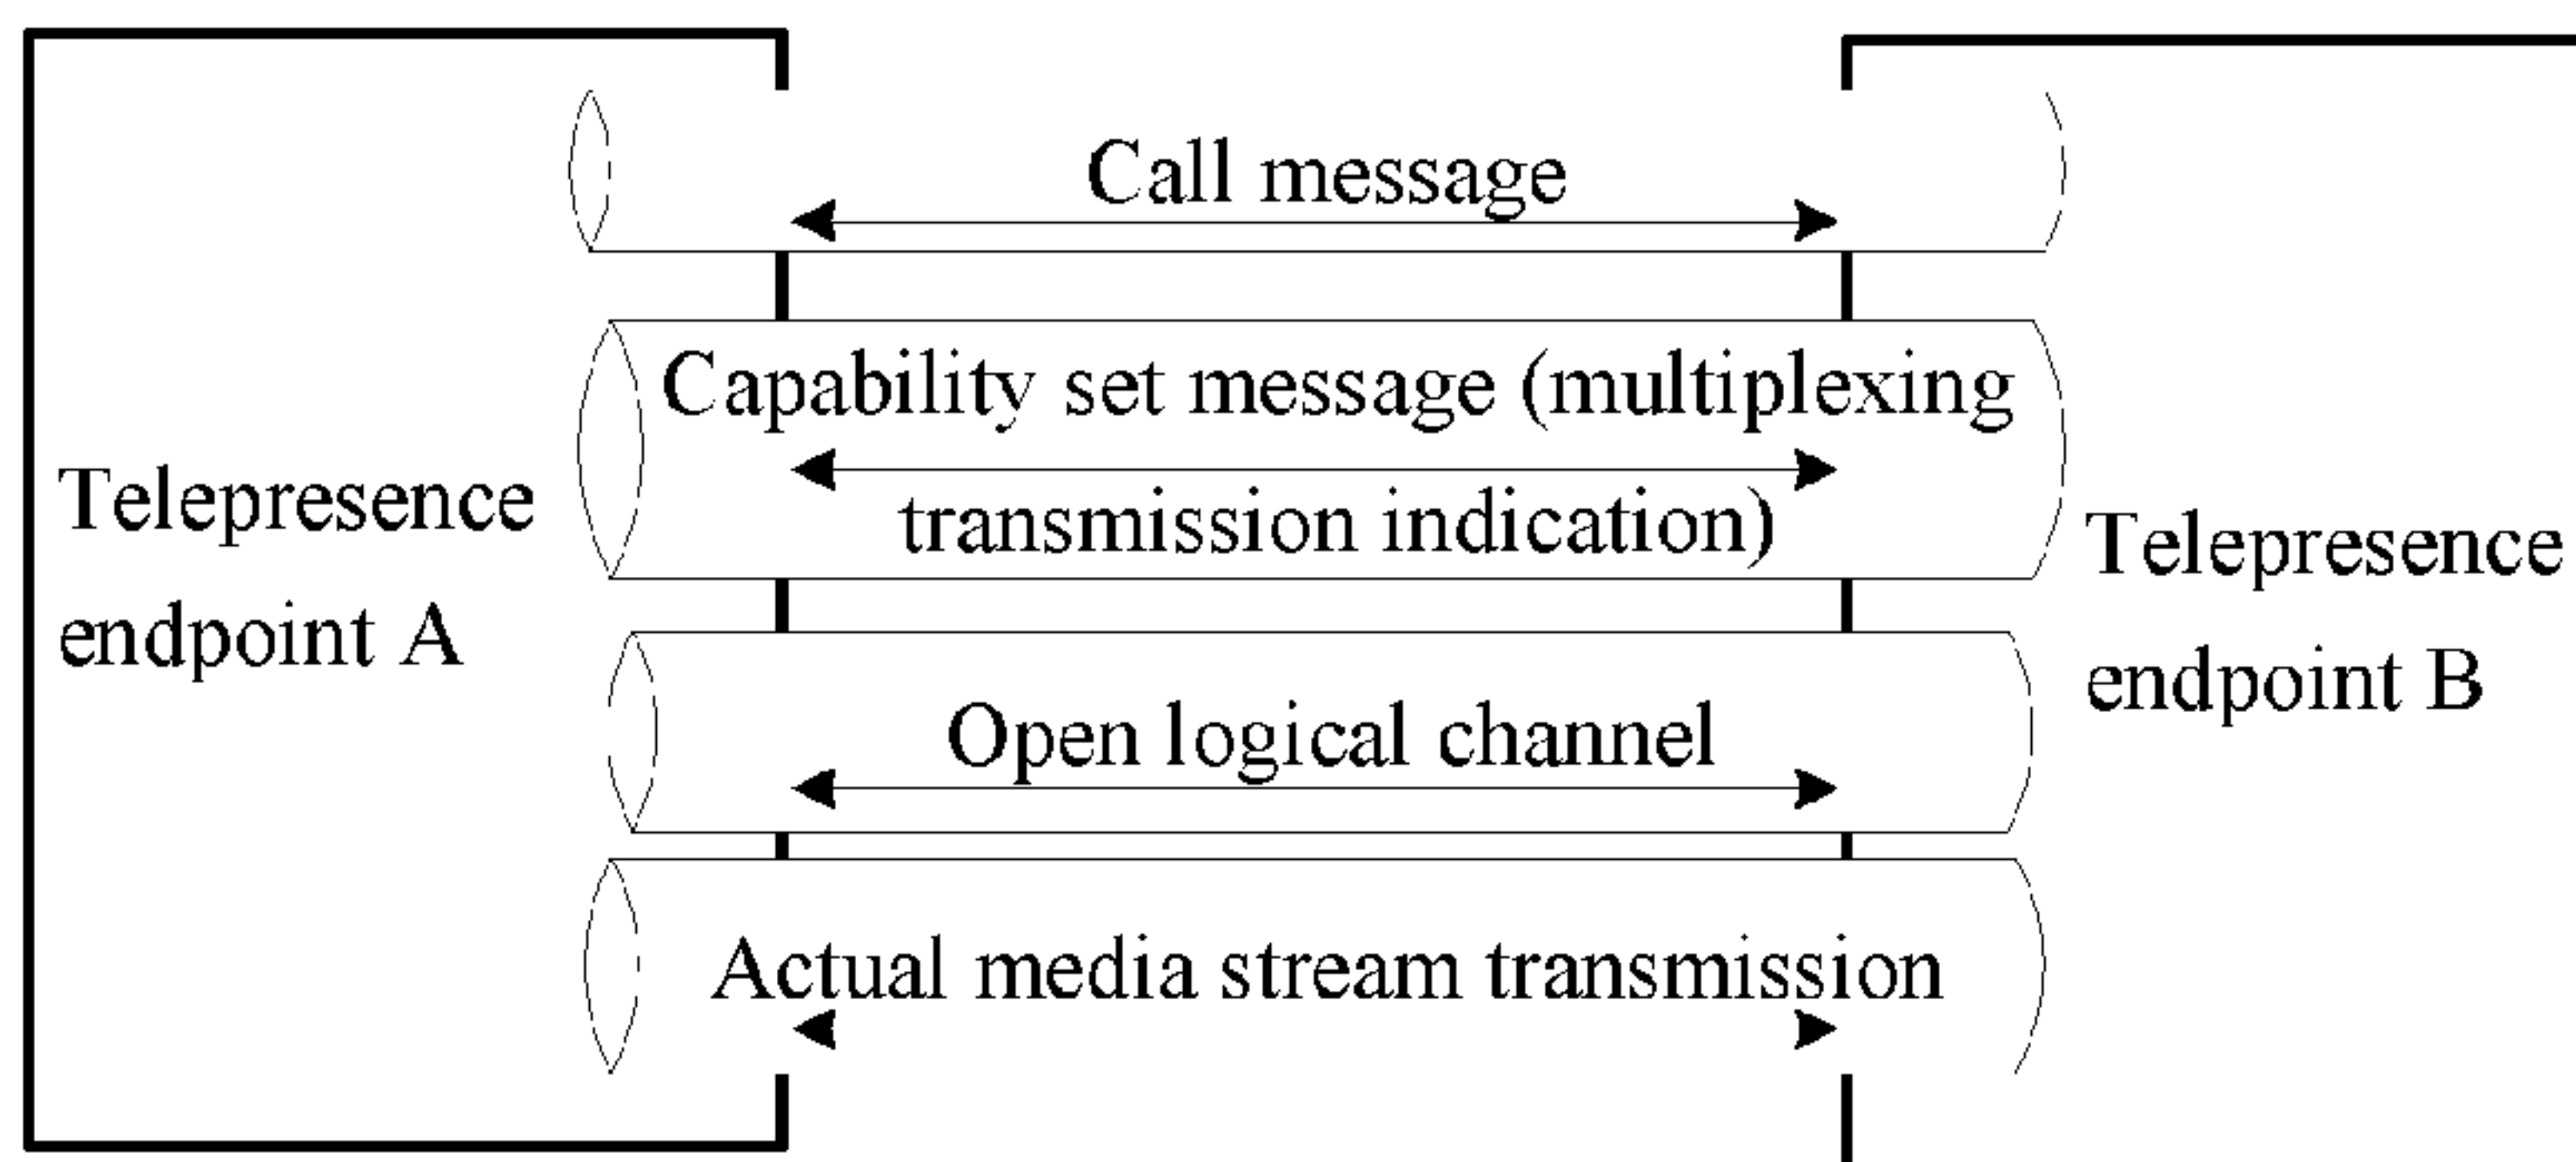 Call message
Capability set message (multiplexing
transmission indication)
Telepresence
endpoint A
Telepresence
endpoint B
Open logical channel
Actual media stream transmission